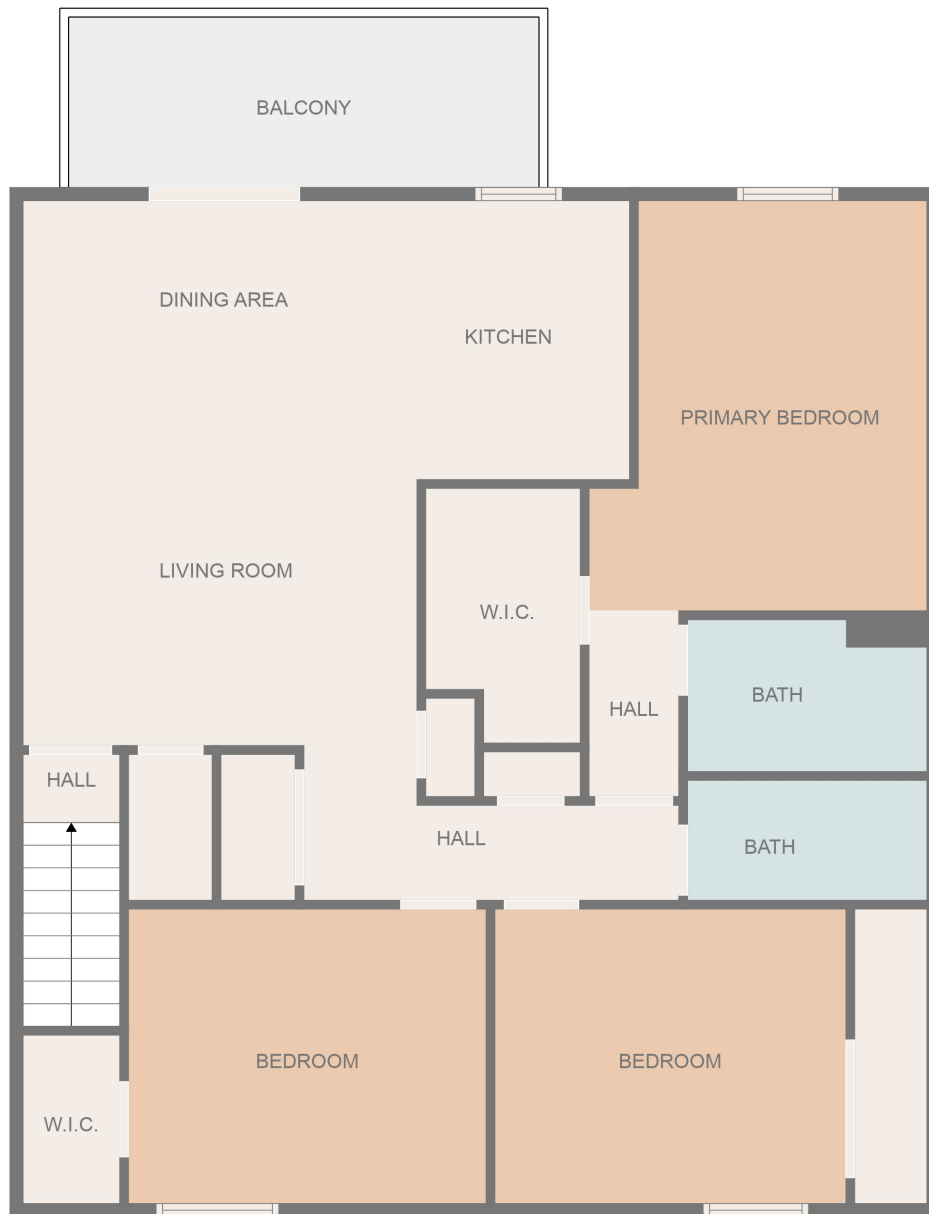 BALCONY
DINING AREA
KITCHEN
PRIMARY BEDROOM
LIVING ROOM
W.I.C.
BATH
HALL
HALL
HALL
BATH
BEDROOM
BEDROOM
W.I.C.